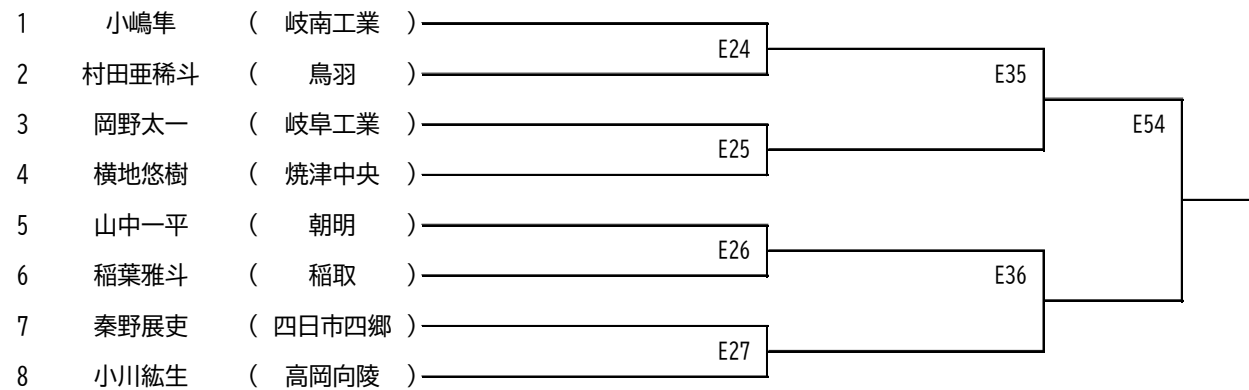 1 小嶋隼 ( 岐南工業 )
E24
2 村田亜稀斗 ( 鳥羽 )
E35
3 岡野太一 ( 岐阜工業 )
E54
E25
4 横地悠樹 ( 焼津中央 )
5 山中一平 ( 朝明 )
E26
6 稲葉雅斗 ( 稲取 )
E36
7 秦野展吏 ( 四日市四郷 )
E27
8 小川紘生 ( 高岡向陵 )